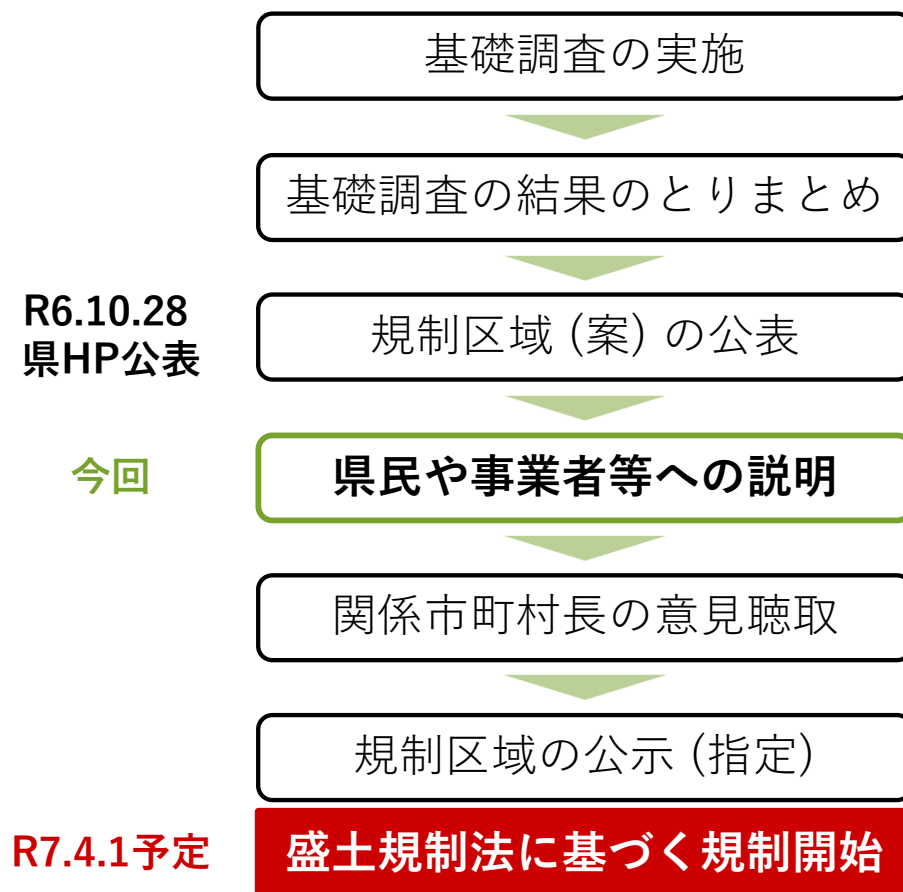 基礎調査の実施
基礎調査の結果のとりまとめ
R6.10.28
県HP公表
規制区域（案）の公表
今回
県民や事業者等への説明
関係市町村長の意見聴取
規制区域の公示（指定）
R7.4.1予定
盛土規制法に基づく規制開始